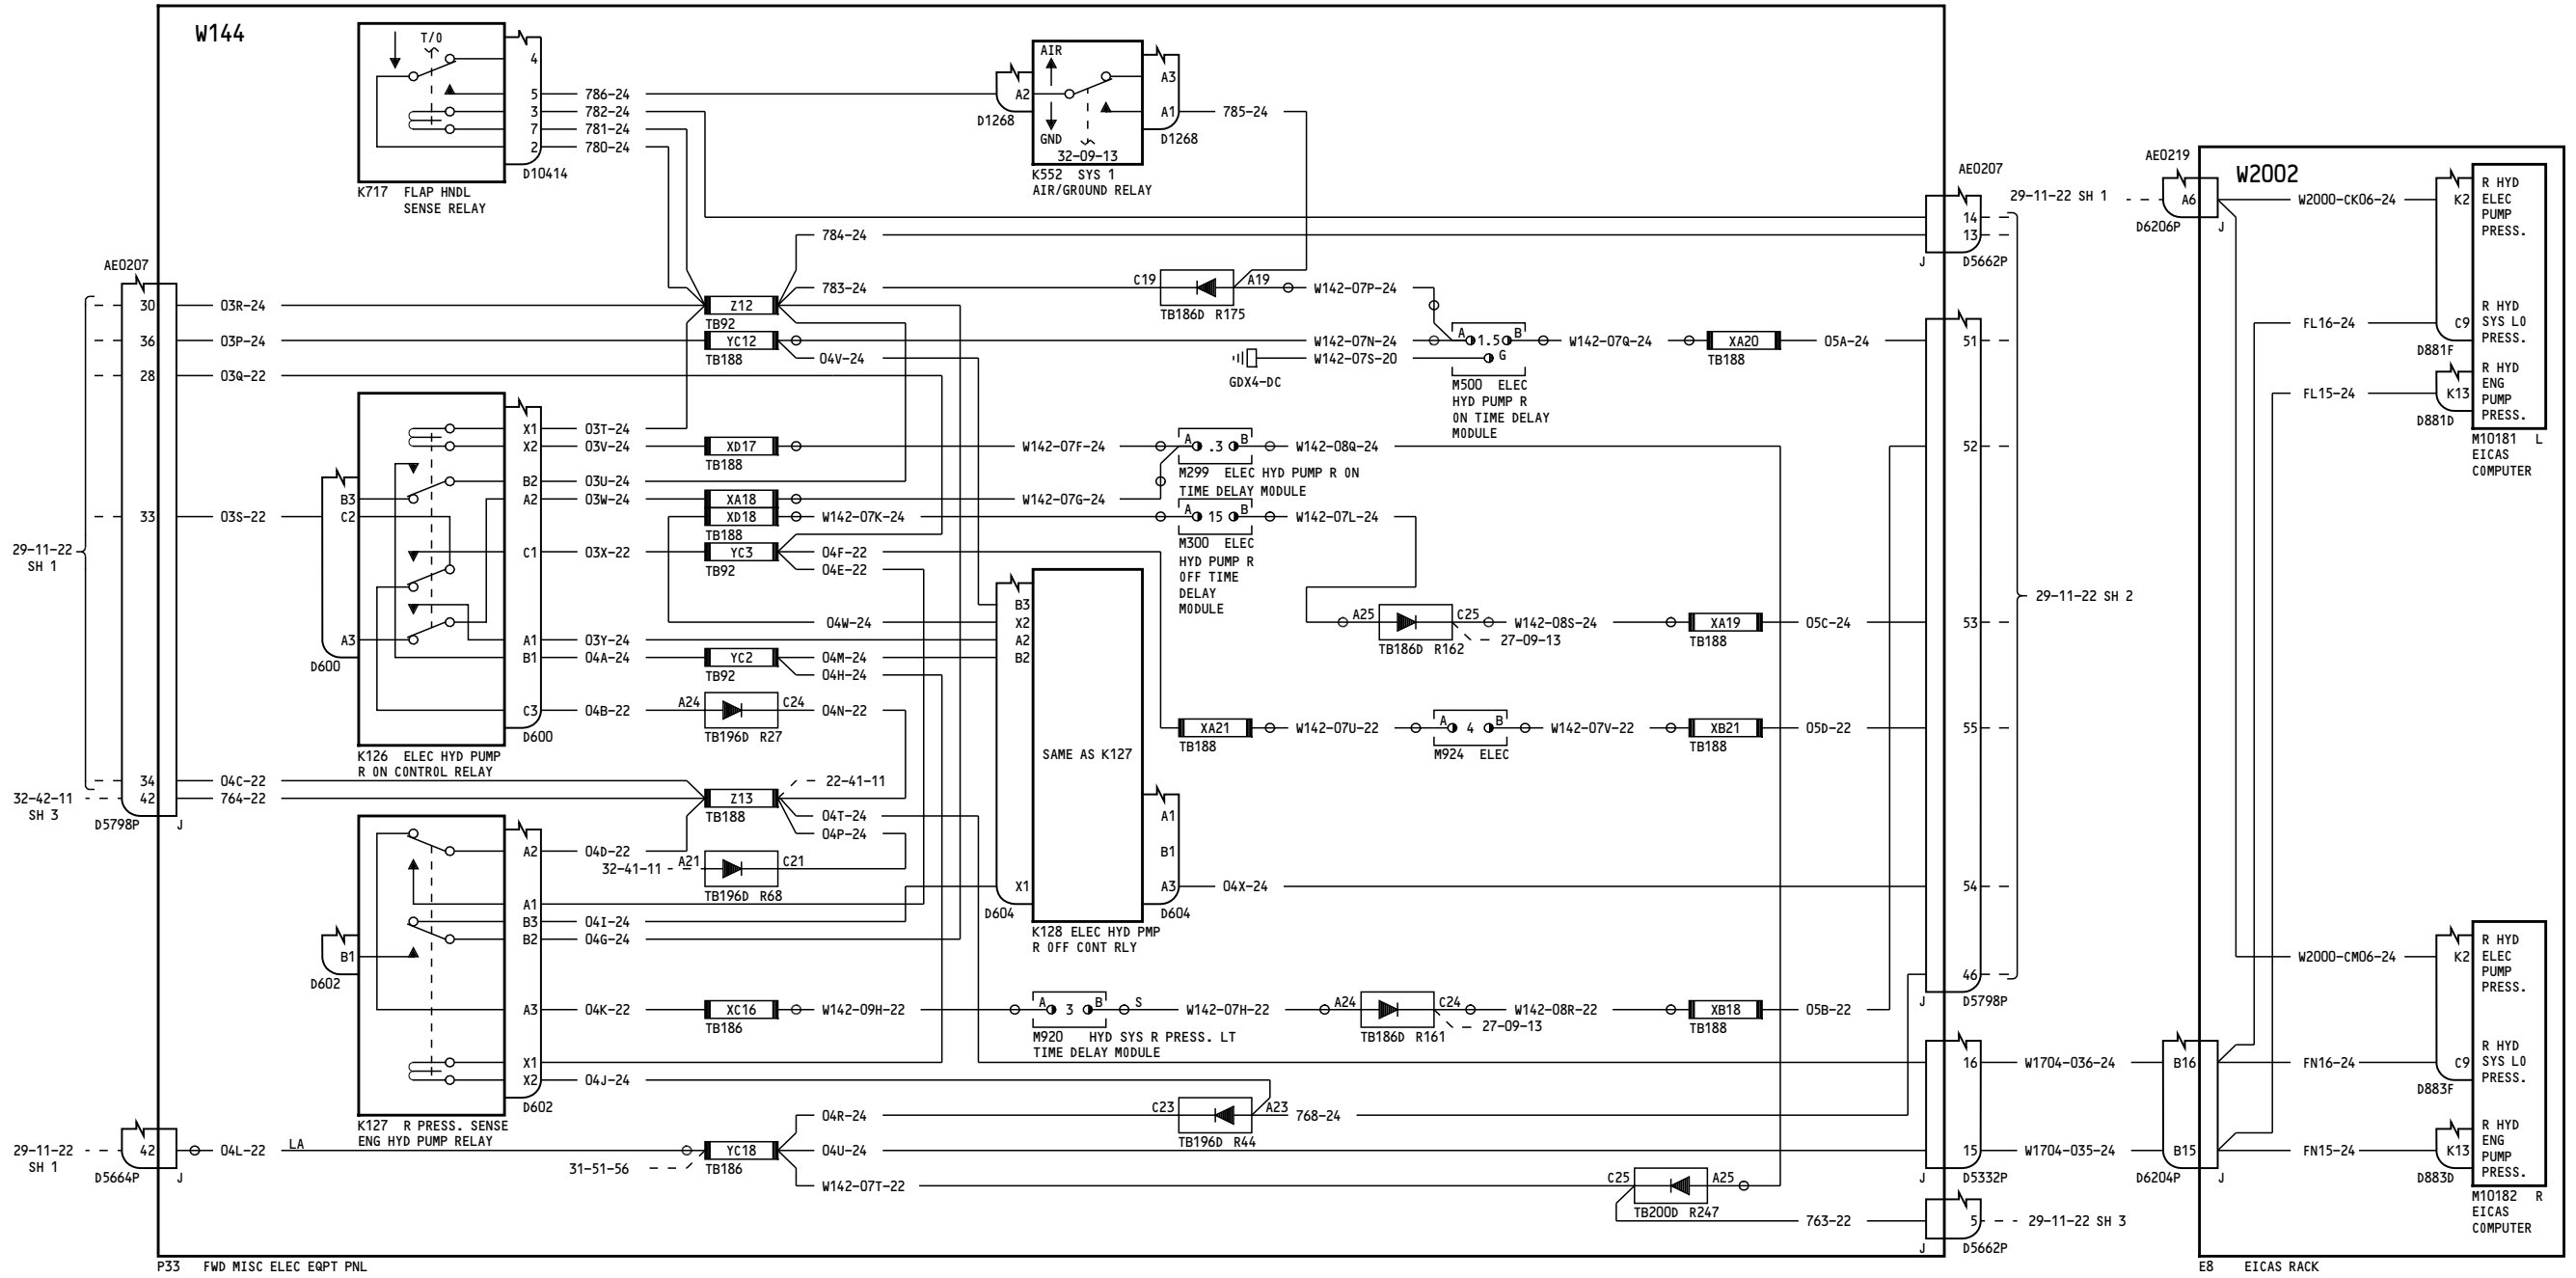 W144
T/O
4
5
3
7
2
786-24
782-24
781-24
780-24
D10414
K717 FLAP HNDL
SENSE RELAY
AIR
GND
A2
A3
A1
D1268
D1268
32-09-13
K552 SYS 1
AIR/GROUND RELAY
785-24
AE0207
14
13
J
D5662P
29-11-22 SH 1
AE0219
A6
D6206P
J
W2002
W2000-CK06-24
K2
R HYD
ELEC
PUMP
PRESS.
784-24
783-24
C19
A19
TB186D R175
W142-07P-24
AE0207
30
36
28
33
34
42
D5798P
J
29-11-22
SH 1
32-42-11
SH 3
03R-24
03P-24
03Q-22
03S-22
04C-22
764-22
Z12
TB92
YC12
TB188
04V-24
W142-07N-24
W142-07S-20
GDX4-DC
A
1.5
B
G
M500 ELEC
HYD PUMP R
ON TIME DELAY
MODULE
W142-07Q-24
XA20
TB188
05A-24
51
52
53
55
54
46
J
D5798P
29-11-22 SH 2
FL16-24
C9
R HYD
SYS LO
PRESS.
D881F
FL15-24
K13
R HYD
ENG
PUMP
PRESS.
D881D
M10181 L
EICAS
COMPUTER
B3
C2
A3
D600
X1
X2
B2
A2
C1
A1
B1
C3
D600
K126 ELEC HYD PUMP
R ON CONTROL RELAY
03T-24
03V-24
03U-24
03W-24
03X-22
03Y-24
04A-24
04B-22
XD17
TB188
XA18
XD18
TB188
W142-07K-24
YC3
TB92
04F-22
04E-22
04W-24
YC2
TB92
04M-24
04H-24
A24
C24
TB196D R27
04N-22
W142-07F-24
W142-07G-24
A
.3
B
M299 ELEC HYD PUMP R ON
TIME DELAY MODULE
W142-08Q-24
A
15
B
M300 ELEC
HYD PUMP R
OFF TIME
DELAY
MODULE
W142-07L-24
A25
C25
TB186D R162
27-09-13
W142-08S-24
XA19
TB188
05C-24
B3
X2
A2
B2
X1
D604
SAME AS K127
A1
B1
A3
D604
K128 ELEC HYD PMP
R OFF CONT RLY
XA21
TB188
W142-07U-22
A
4
B
M924 ELEC
W142-07V-22
XB21
TB188
05D-22
04X-24
Z13
TB188
22-41-11
04T-24
04P-24
32-41-11
A21
C21
TB196D R68
B1
D602
A2
A1
B3
B2
A3
X1
X2
D602
K127 R PRESS. SENSE
ENG HYD PUMP RELAY
04D-22
04I-24
04G-24
04K-22
04J-24
XC16
TB186
W142-09H-22
A
3
B
S
M920 HYD SYS R PRESS. LT
TIME DELAY MODULE
W142-07H-22
A24
C24
TB186D R161
27-09-13
W142-08R-22
XB18
TB188
05B-22
W2000-CM06-24
K2
R HYD
ELEC
PUMP
PRESS.
16
15
J
D5332P
W1704-036-24
W1704-035-24
B16
B15
D6204P
J
FN16-24
C9
R HYD
SYS LO
PRESS.
D883F
FN15-24
K13
R HYD
ENG
PUMP
PRESS.
D883D
M10182 R
EICAS
COMPUTER
29-11-22
SH 1
42
D5664P
J
04L-22
LA
31-51-56
YC18
TB186
04R-24
04U-24
W142-07T-22
C23
A23
TB196D R44
768-24
C25
A25
TB200D R247
763-22
5
J
D5662P
29-11-22 SH 3
P33 FWD MISC ELEC EQPT PNL
E8 EICAS RACK